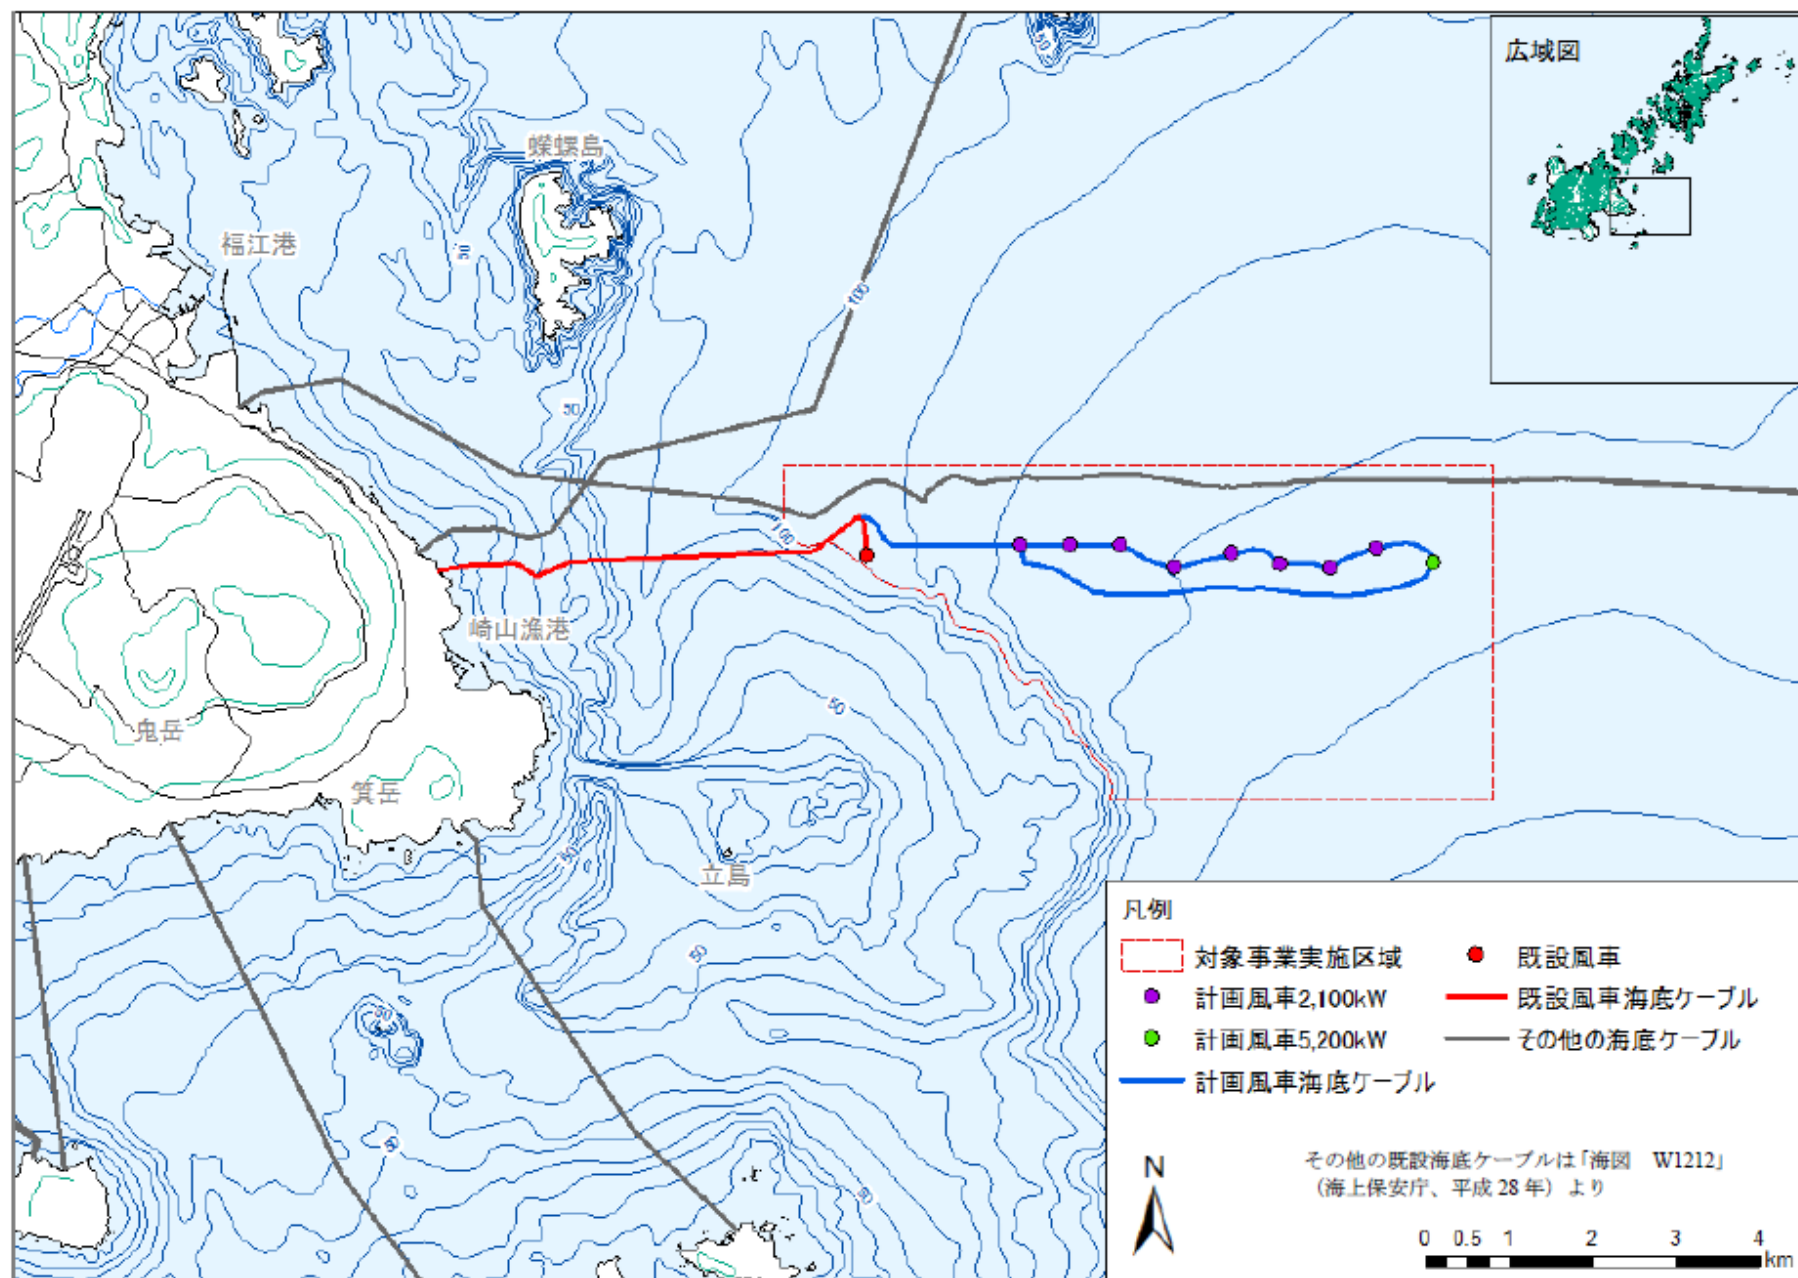 広域図
蠑螺島
福江港
50
50
100
50
100
崎山漁港
50
鬼岳
箕岳
50
立島
50
50
50
50
凡例
対象事業実施区域
既設風車
計画風車2,100kW
既設風車海底ケーブル
計画風車5,200kW
その他の海底ケーブル
計画風車海底ケーブル
N
その他の既設海底ケーブルは「海図 W1212」
(海上保安庁、平成 28 年) より
0 0.5 1 2 3 4
km